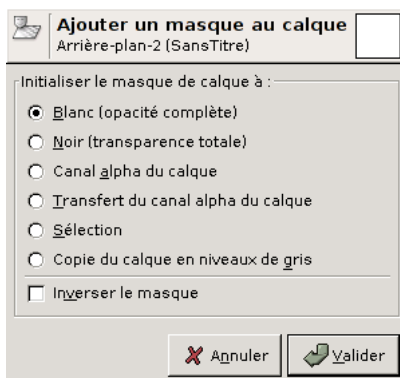 Ajouter un masque au calque
Arrière-plan-2 (SansTitre)
Initialiser le masque de calque à :
Blanc (opacité complète)
Noir (transparence totale)
Canal alpha du calque
Transfert du canal alpha du calque
Sélection
Copie du calque en niveaux de gris
Inverser le masque
Annuler
Valider